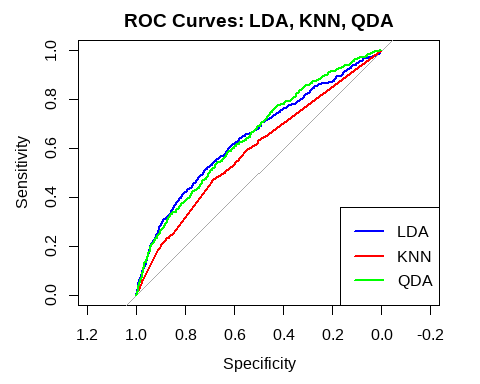 ROC Curves: LDA, KNN, QDA
Sensitivity
1.0
0.8
0.6
0.4
0.2
0.0
LDA
KNN
QDA
1.2 1.0 0.8 0.6 0.4 0.2 0.0 -0.2
Specificity